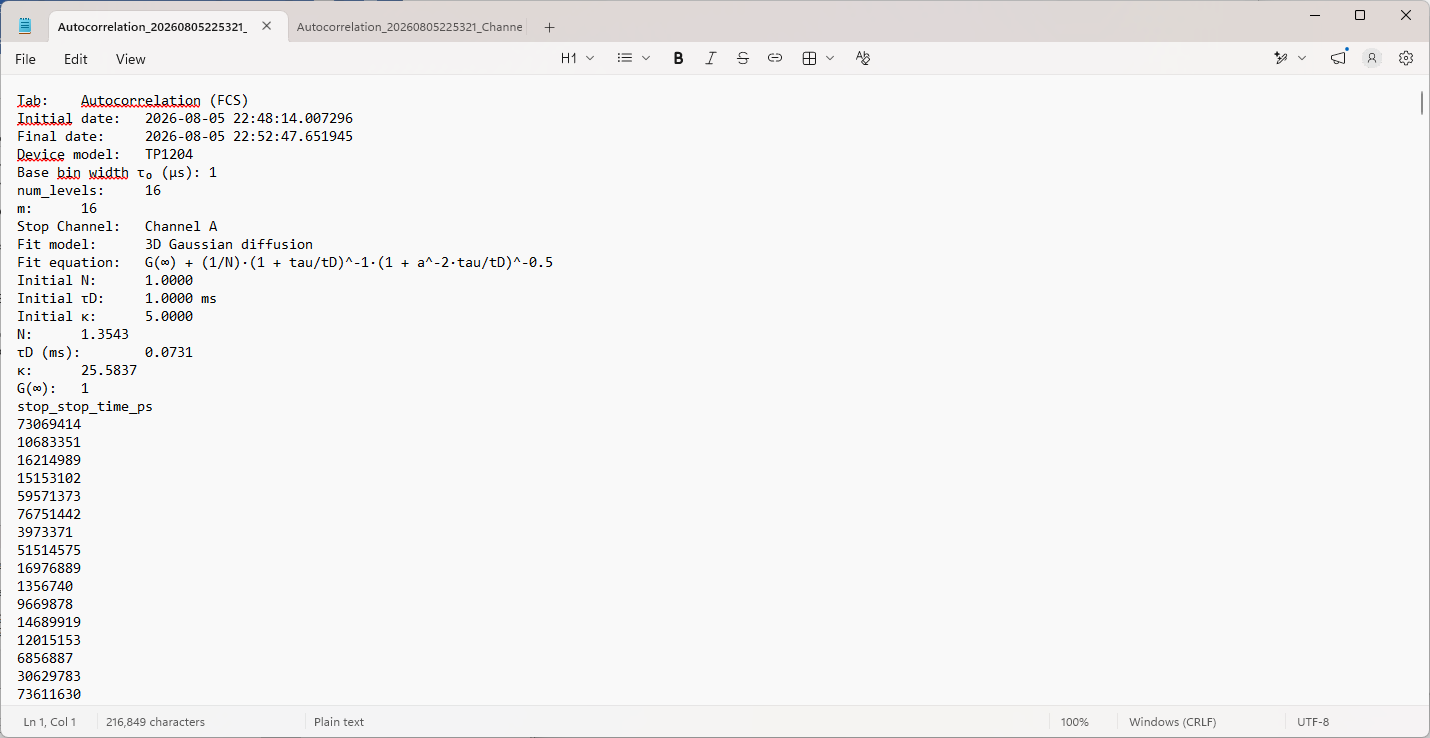 Autocorrelation_20260805225321_
Autocorrelation_20260805225321_Channe
File Edit View H1 B I S
Tab: Autocorrelation (FCS)
Initial date: 2026-08-05 22:48:14.007296
Final date: 2026-08-05 22:52:47.651945
Device model: TP1204
Base bin width τ₀ (µs): 1
num_levels: 16
m: 16
Stop Channel: Channel A
Fit model: 3D Gaussian diffusion
Fit equation: G(∞) + (1/N)·(1 + tau/tD)^-1·(1 + a^-2·tau/tD)^-0.5
Initial N: 1.0000
Initial τD: 1.0000 ms
Initial κ: 5.0000
N: 1.3543
τD (ms): 0.0731
κ: 25.5837
G(∞): 1
stop_stop_time_ps
73069414
10683351
16214989
15153102
59571373
76751442
3973371
51514575
16976889
1356740
9669878
14689919
12015153
6856887
30629783
73611630
Ln 1, Col 1 216,849 characters Plain text 100% Windows (CRLF) UTF-8